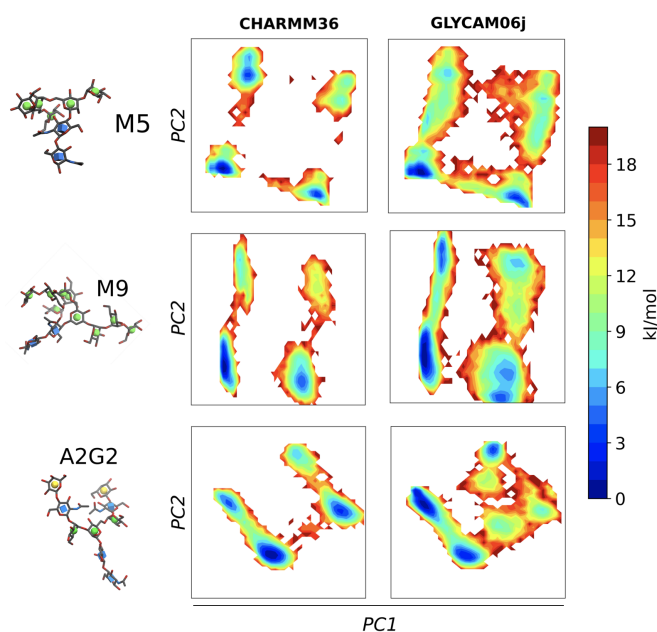 CHARMM36 GLYCAM06j
M5
PC2
M9
PC2
A2G2
PC2
PC1
18
15
12
9
6
3
0
kJ/mol